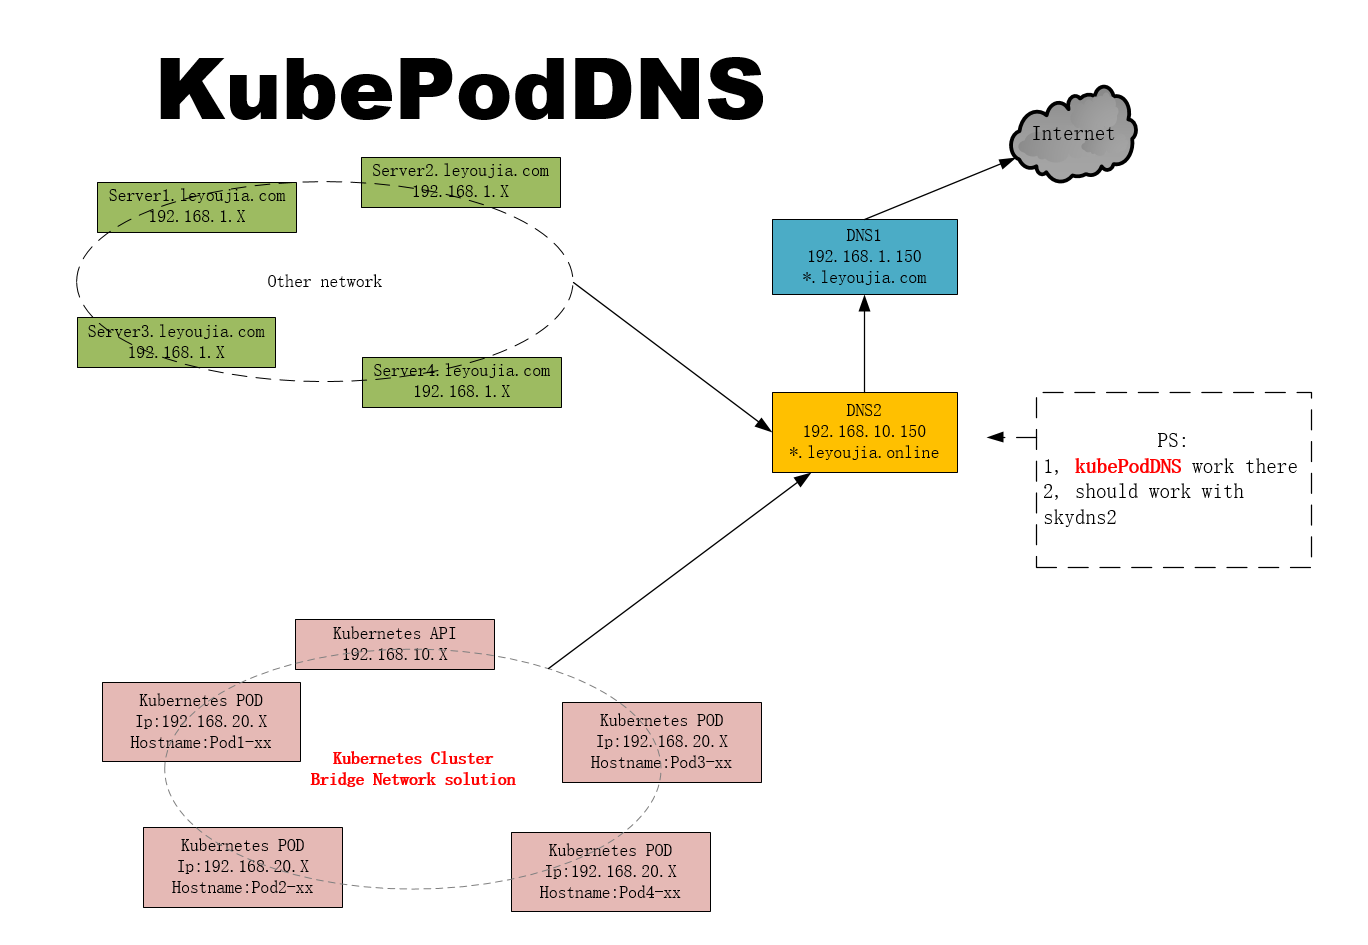 KubePodDNS
Internet
Server2.leyoujia.com
192.168.1.X
Server1.leyoujia.com
192.168.1.X
Other network
Server3.leyoujia.com
192.168.1.X
Server4.leyoujia.com
192.168.1.X
DNS1
192.168.1.150
*.leyoujia.com
DNS2
192.168.10.150
*.leyoujia.online
PS:
1, kubePodDNS work there
2, should work with
skydns2
Kubernetes API
192.168.10.X
Kubernetes POD
Ip:192.168.20.X
Hostname:Pod1-xx
Kubernetes POD
Ip:192.168.20.X
Hostname:Pod3-xx
Kubernetes Cluster
Bridge Network solution
Kubernetes POD
Ip:192.168.20.X
Hostname:Pod2-xx
Kubernetes POD
Ip:192.168.20.X
Hostname:Pod4-xx